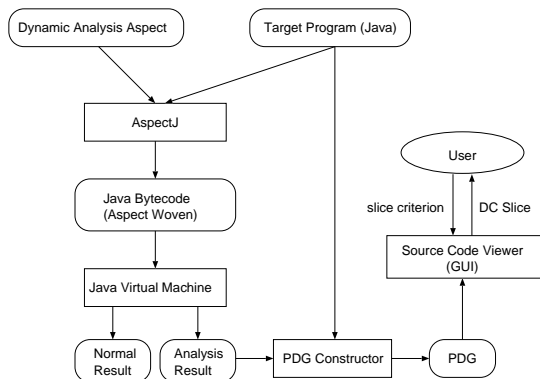 Dynamic Analysis Aspect
Target Program (Java)
AspectJ
User
Java Bytecode
(Aspect Woven)
slice criterion
DC Slice
Source Code Viewer
(GUI)
Java Virtual Machine
Normal
Result
Analysis
Result
PDG Constructor
PDG